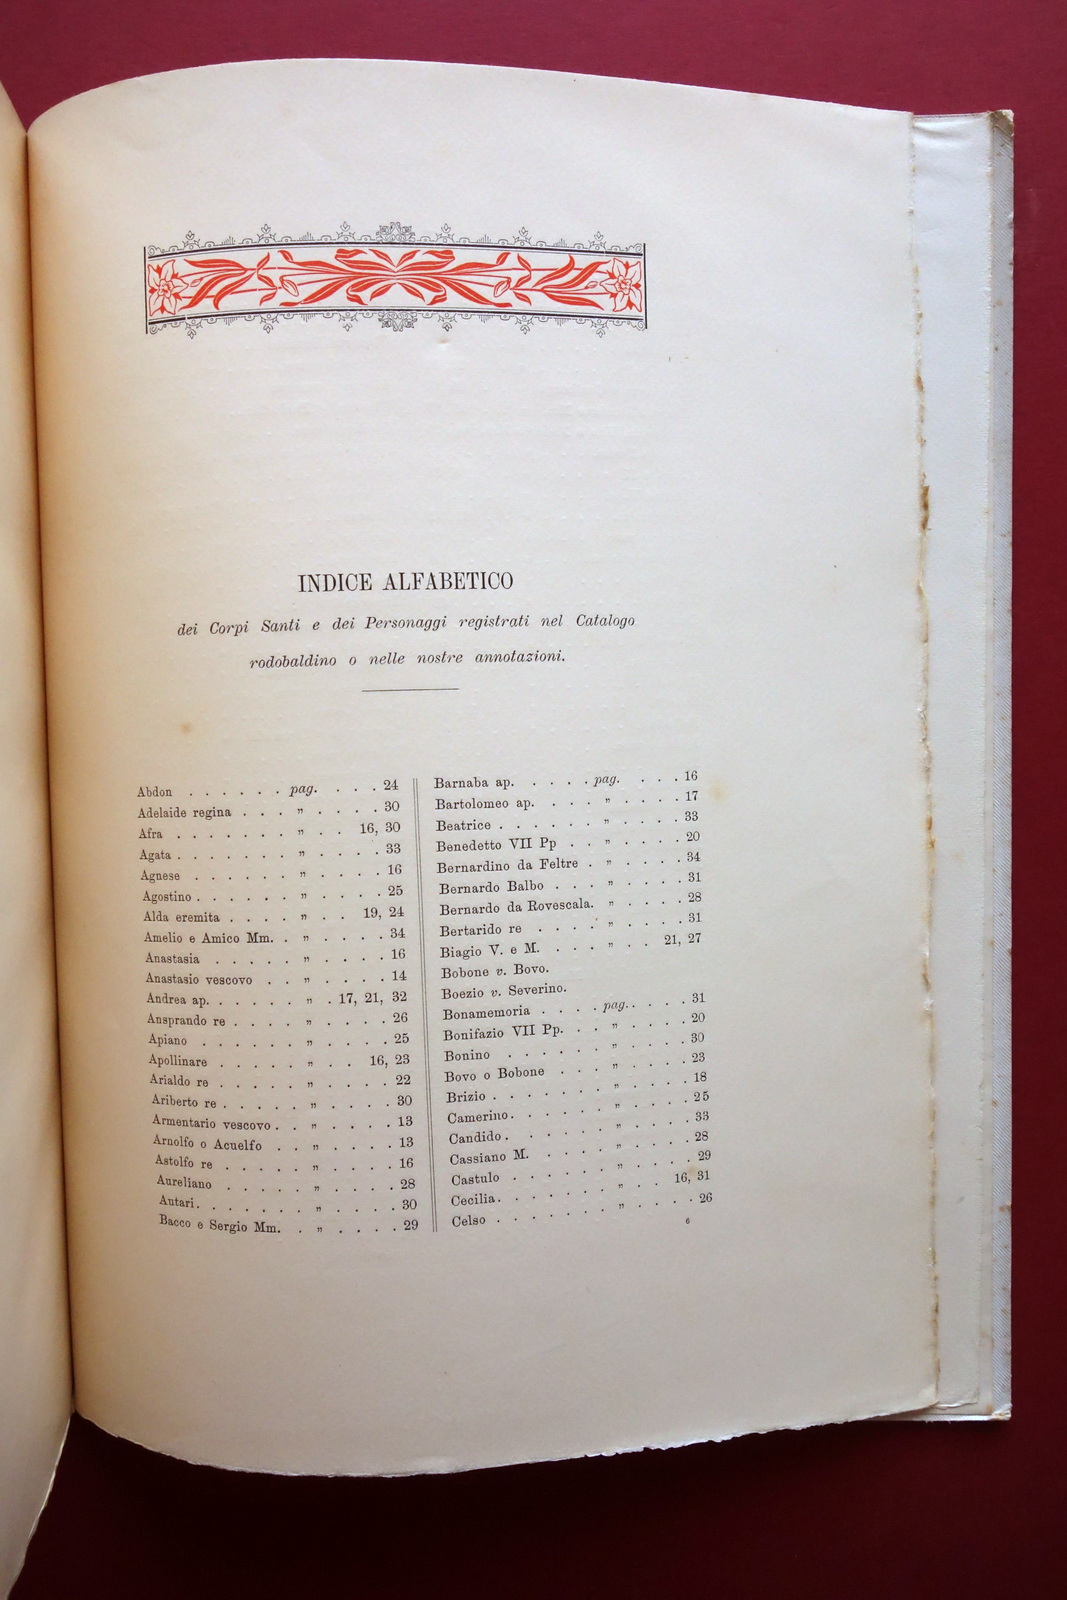 INDICE ALFABETICO
dei Corpi Santi e dei Personaggi registrati nel Catalogo
rodobaldino o nelle nostre annotazioni.
Abdon . . . . . . pag. . . . 24
Adelaide regina . . . „ . . . . 30
Afra . . . . . . . „ . . 16, 30
Agata . . . . . . . „ . . . . 33
Agnese . . . . . . „ . . . . 16
Agostino . . . . . . „ . . . . 25
Alda eremita . . . . „ . . 19, 24
Amelio e Amico Mm. . „ . . . . 34
Anastasia . . . . . „ . . . . 16
Anastasio vescovo . . „ . . . . 14
Andrea ap. . . . . . „ . 17, 21, 32
Ansprando re . . . . „ . . . . 26
Apiano . . . . . . „ . . . . 25
Apollinare . . . . . „ . . 16, 23
Arialdo re . . . . . „ . . . . 22
Ariberto re . . . . . „ . . . . 30
Armentario vescovo . . „ . . . . 13
Arnolfo o Acuelfo . . „ . . . . 13
Astolfo re . . . . . „ . . . . 16
Aureliano . . . . . „ . . . . 28
Autari . . . . . . „ . . . . 30
Bacco e Sergio Mm. . „ . . . . 29
Barnaba ap. . . . . pag. . . . 16
Bartolomeo ap. . . . „ . . . . 17
Beatrice . . . . . . „ . . . . 33
Benedetto VII Pp . . „ . . . . 20
Bernardino da Feltre . „ . . . . 34
Bernardo Balbo . . . „ . . . . 31
Bernardo da Rovescala. „ . . . . 28
Bertarido re . . . . „ . . . . 31
Biagio V. e M. . . . „ . . 21, 27
Bobone v. Bovo.
Boezio v. Severino.
Bonamemoria . . . . pag. . . . . 31
Bonifazio VII Pp. . . „ . . . . 20
Bonino . . . . . . „ . . . . 30
Bovo o Bobone . . . „ . . . . 23
Brizio . . . . . . „ . . . . 18
Camerino . . . . . „ . . . . 25
Candido . . . . . . „ . . . . 33
Cassiano M. . . . . „ . . . . 28
Castulo . . . . . . „ . . . . 29
Cecilia . . . . . . „ . . 16, 31
Celso . . . . . . „ . . . . 26
6